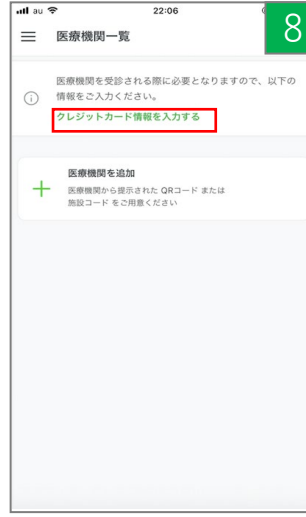 au 22:06
8
医療機関一覧
医療機関を受診される際に必要となりますので、以下の
情報をご入力ください。
クレジットカード情報を入力する
医療機関を追加
医療機関から提示された QRコード または
施設コード をご用意ください